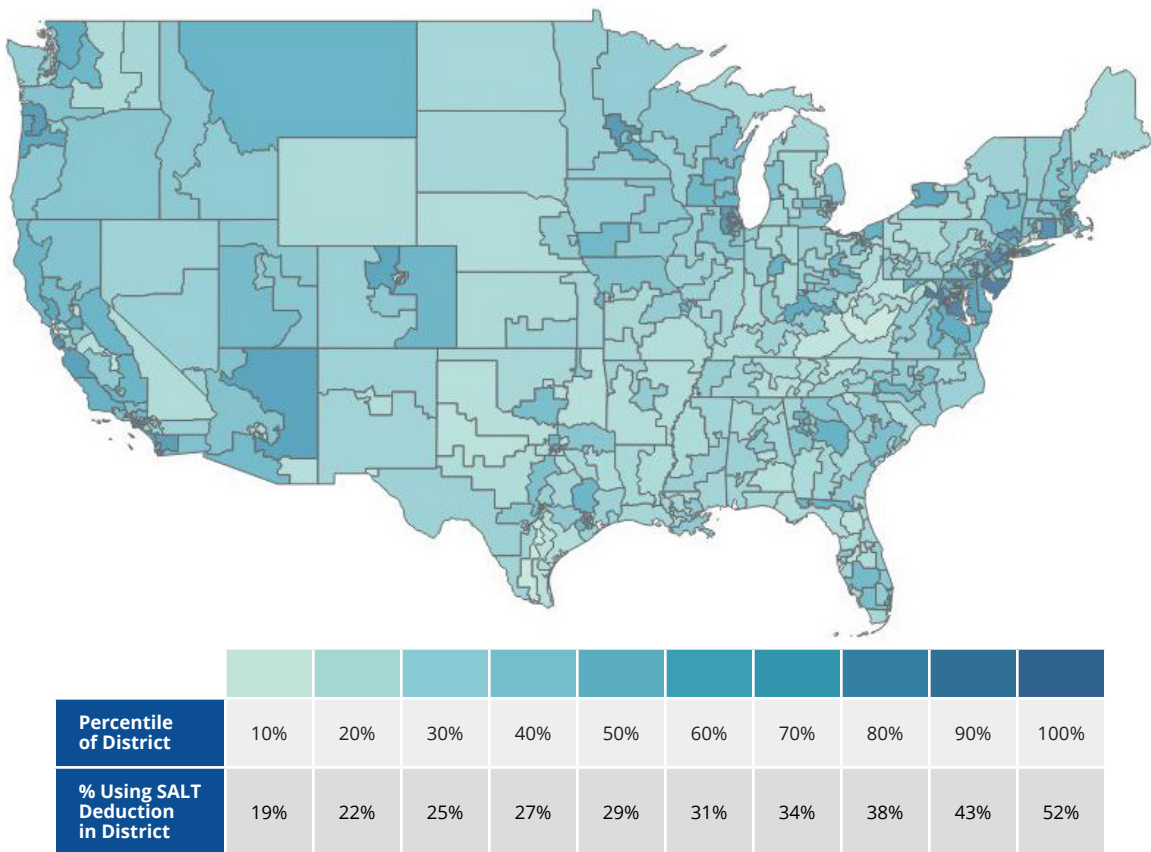 Percentile
of District
10% 20% 30% 40% 50% 60% 70% 80% 90% 100%
% Using SALT
Deduction
in District
19% 22% 25% 27% 29% 31% 34% 38% 43% 52%